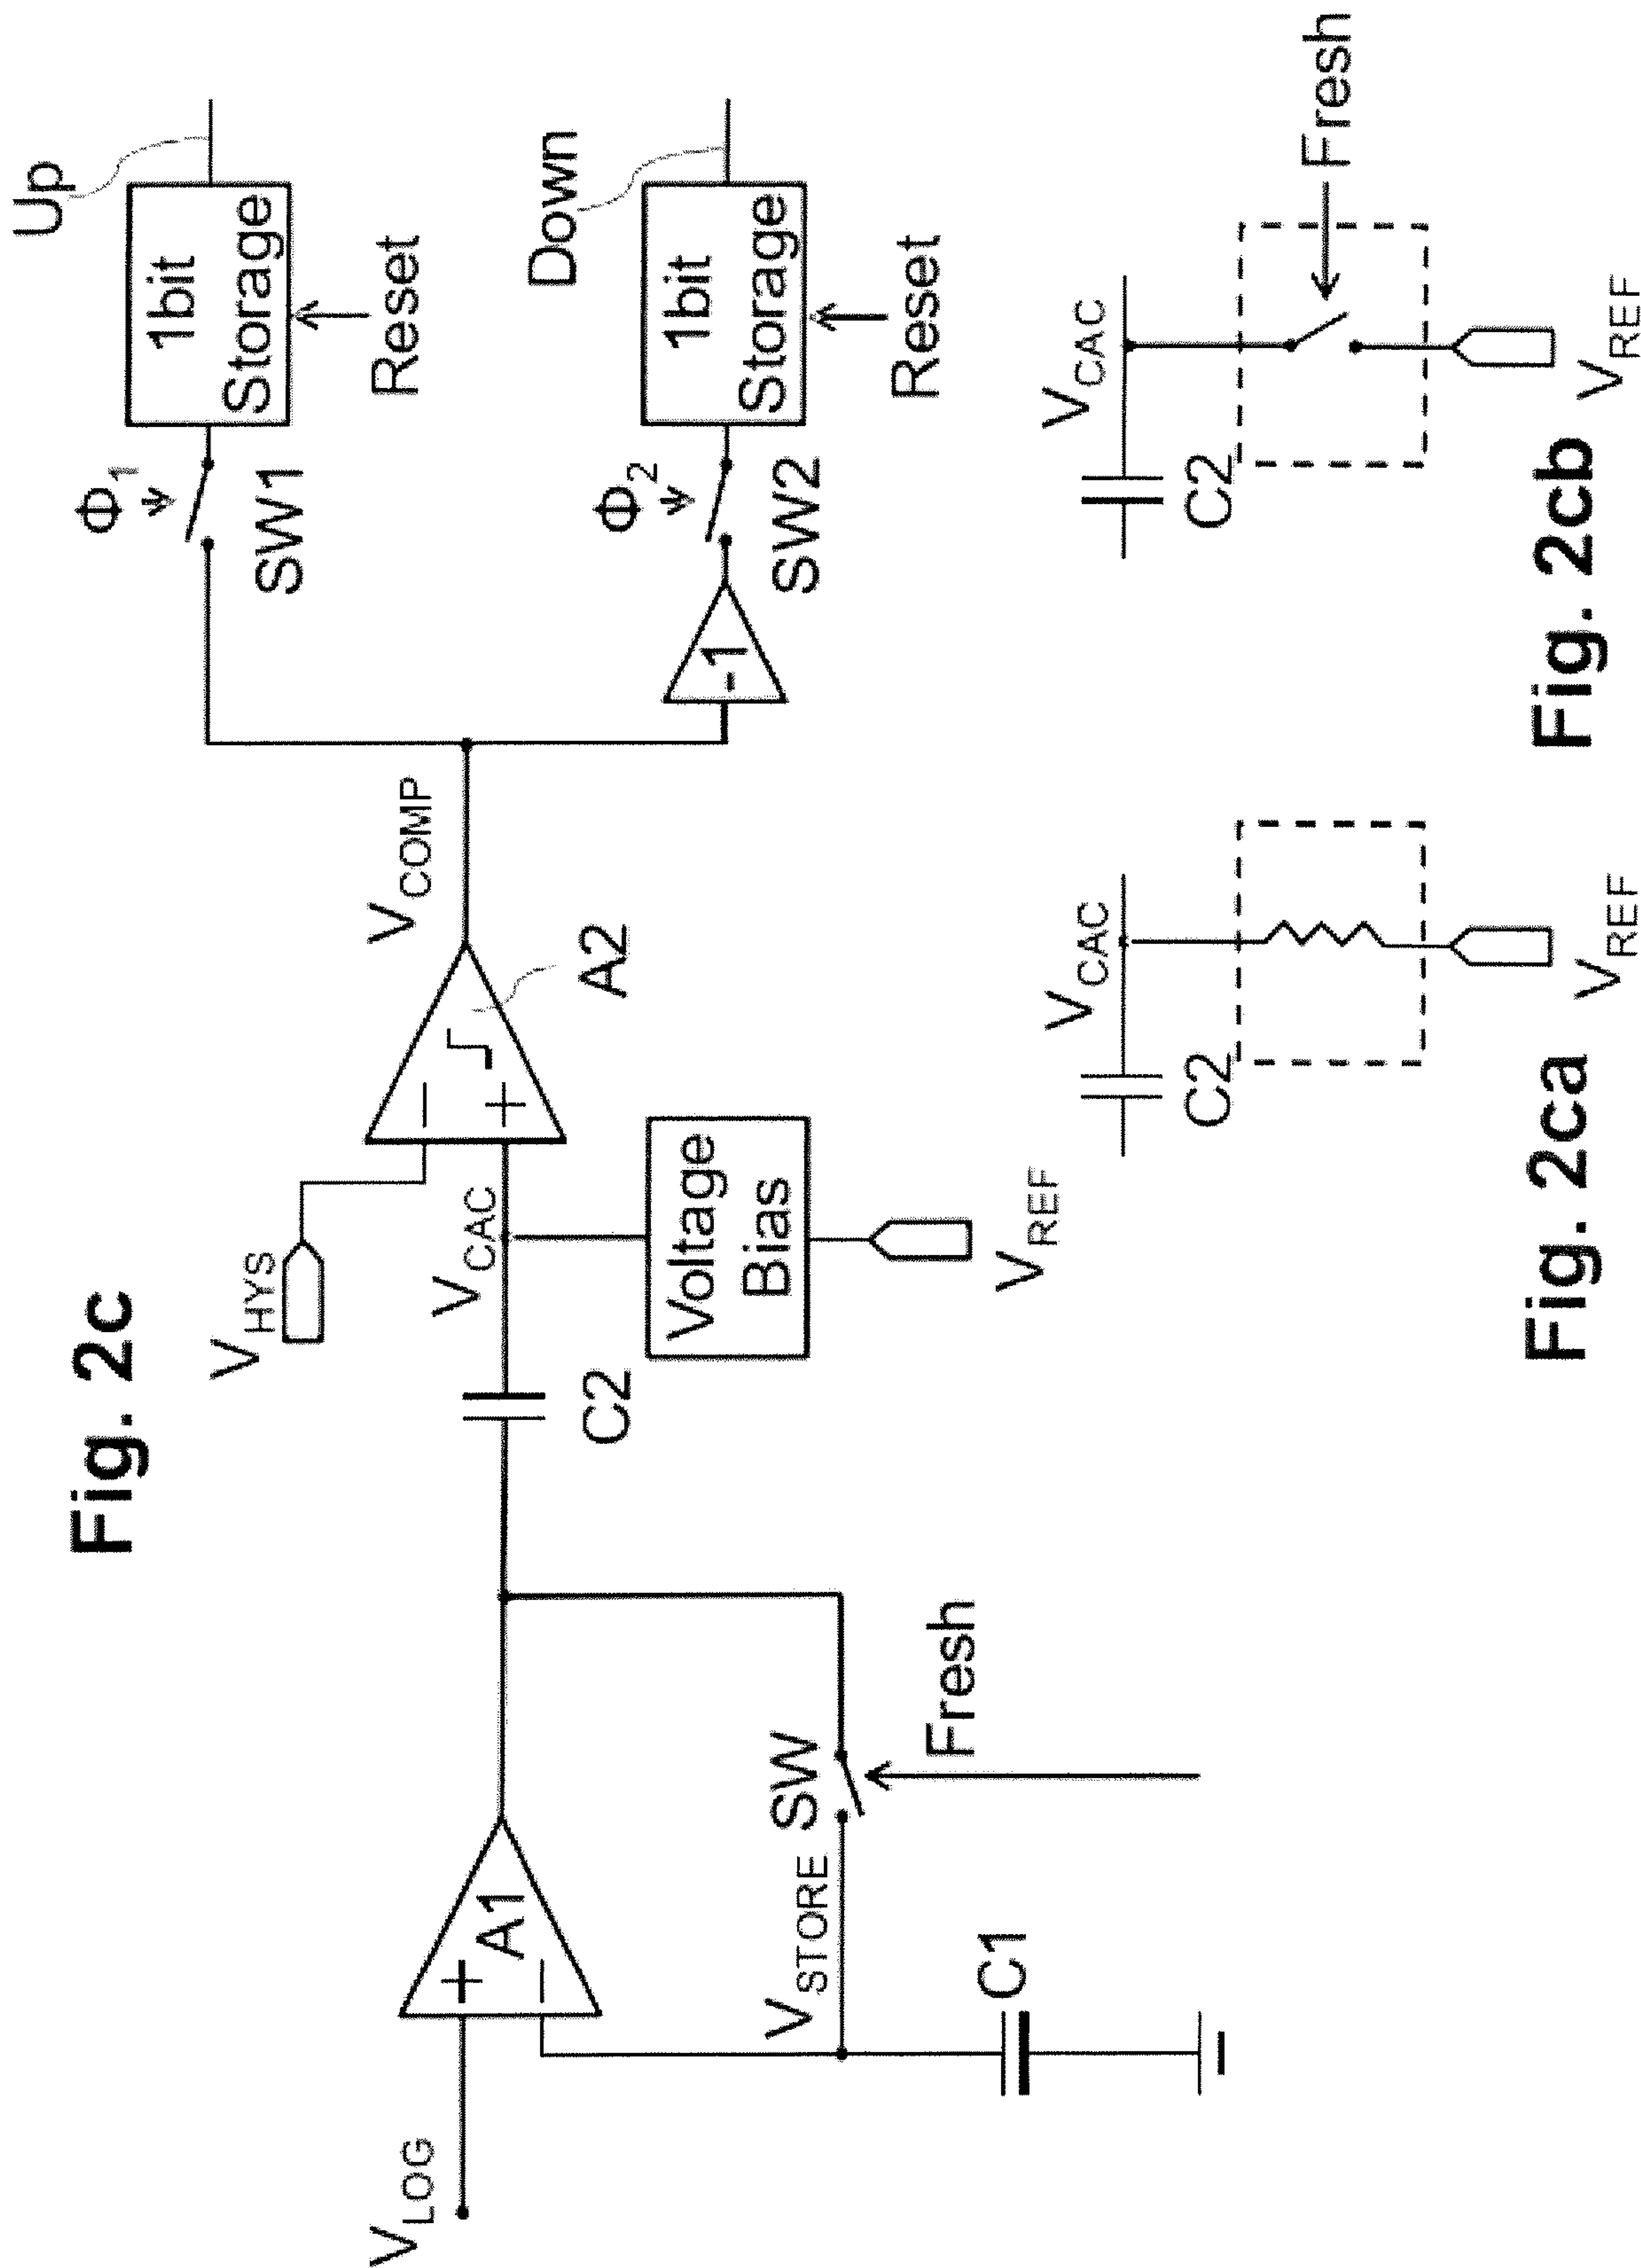 Fig. 2c
Up
Φ1
1bit
Storage
SW1
Reset
VHYS
VCOMP
VCAC
A2
Down
Φ2
1bit
Storage
-1
SW2
Reset
VLOG
+
A1
−
−
+
C2
Voltage
Bias
VREF
VSTORE
SW
Fresh
C1
VCAC
C2
VREF
Fig. 2ca
VCAC
C2
Fresh
VREF
Fig. 2cb